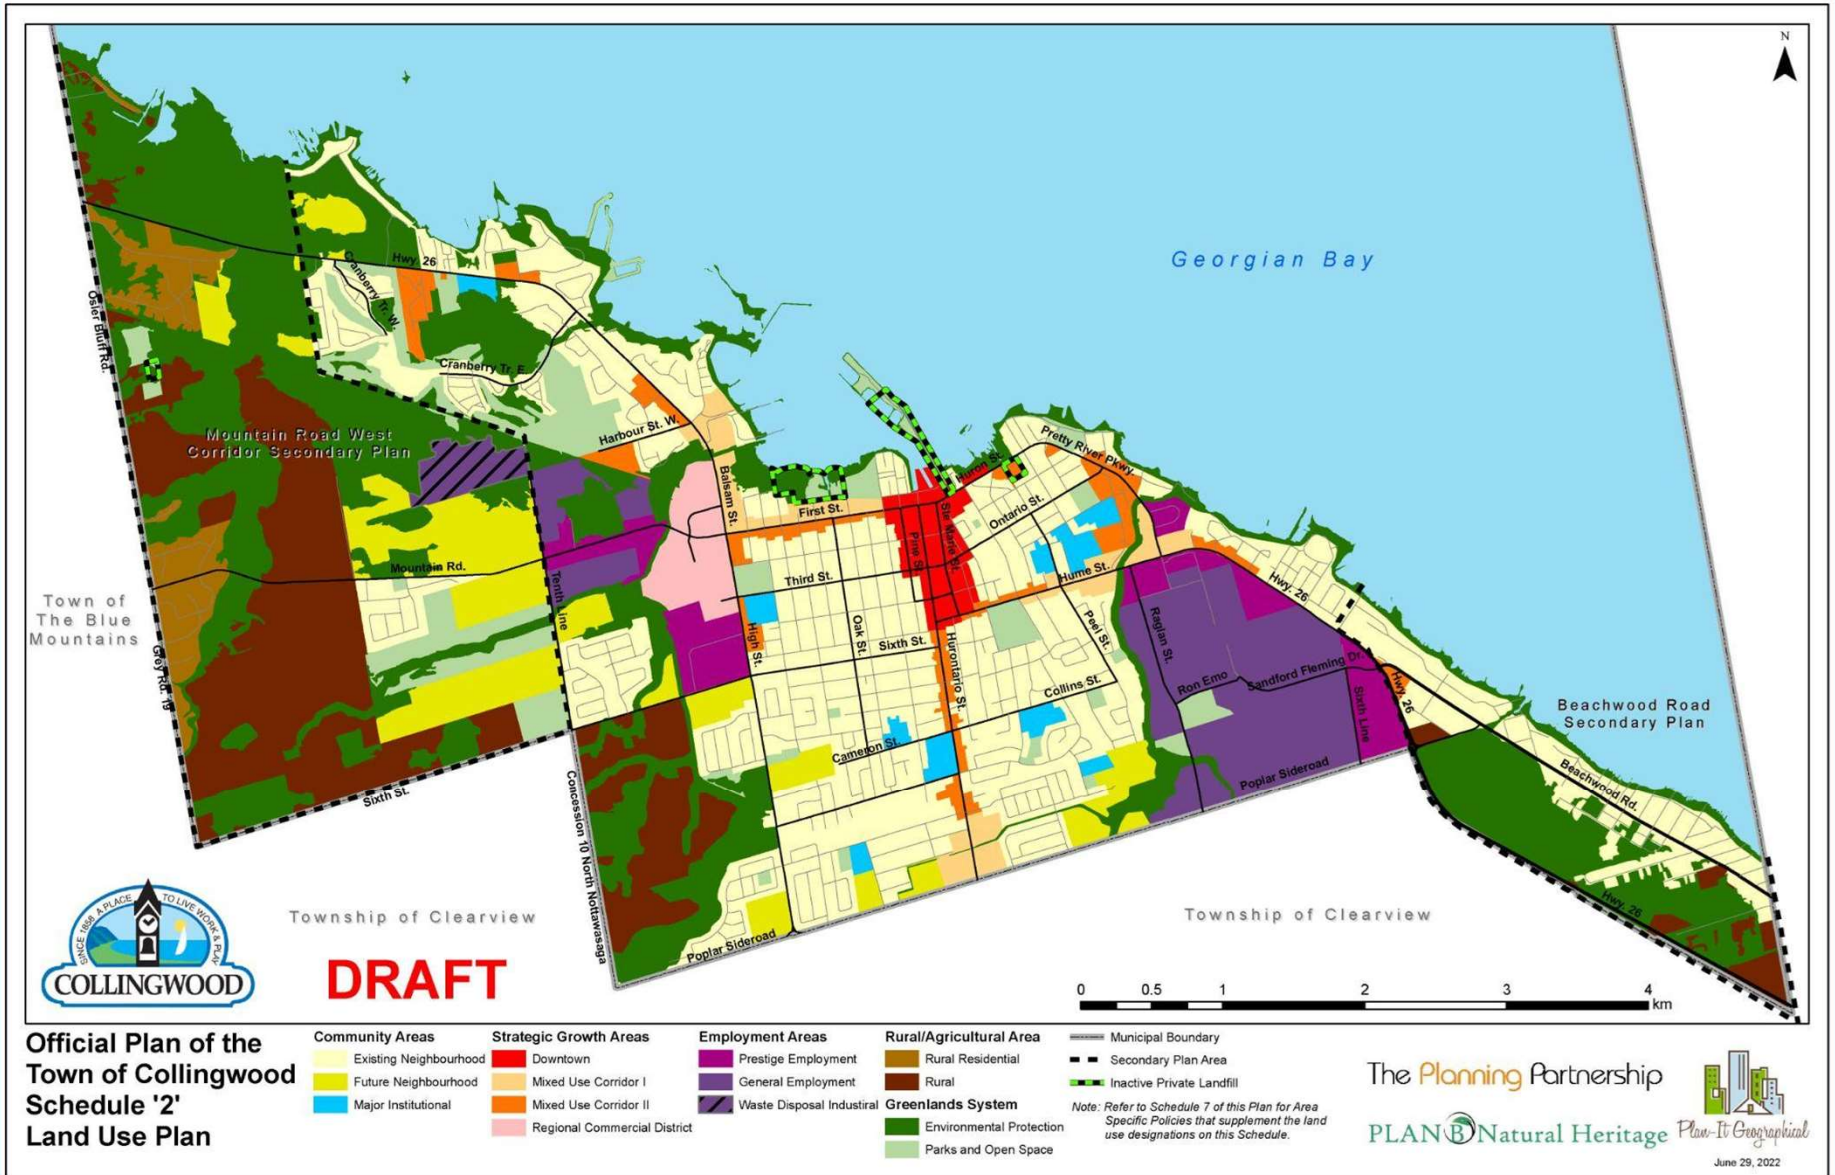 N
Georgian Bay
Hwy. 26
Cranberry Tr. W.
Osler Bluff Rd.
Cranberry Tr. E.
Harbour St. W.
Mountain Road West
Corridor Secondary Plan
Balsam St.
First St.
Pretty River Pkwy.
Huron St.
Ontario St.
Ste Marie St.
Pine St.
Mountain Rd.
Third St.
Hume St.
Hwy. 26
Town of
The Blue
Mountains
Tenth Line
High St.
Oak St.
Sixth St.
Hurontario St.
Peel St.
Raglan St.
Grey Rd. 19
Collins St.
Ron Emo
Sandford Fleming Dr.
Sixth Line
Hwy. 26
Beachwood Road
Secondary Plan
Cameron St.
Poplar Sideroad
Beachwood Rd.
Sixth St.
Concession 10 North Nottawasaga
Hwy. 26
Poplar Sideroad
SINCE 1858 A PLACE TO LIVE WORK & PLAY
COLLINGWOOD
Township of Clearview
Township of Clearview
DRAFT
0 0.5 1 2 3 4
km
Official Plan of the
Town of Collingwood
Schedule '2'
Land Use Plan
Community Areas
Existing Neighbourhood
Future Neighbourhood
Major Institutional
Strategic Growth Areas
Downtown
Mixed Use Corridor I
Mixed Use Corridor II
Regional Commercial District
Employment Areas
Prestige Employment
General Employment
Waste Disposal Industiral
Rural/Agricultural Area
Rural Residential
Rural
Greenlands System
Environmental Protection
Parks and Open Space
Municipal Boundary
Secondary Plan Area
Inactive Private Landfill
Note: Refer to Schedule 7 of this Plan for Area
Specific Policies that supplement the land
use designations on this Schedule.
The Planning Partnership
PLAN B Natural Heritage
Plan-It Geographical
June 29, 2022